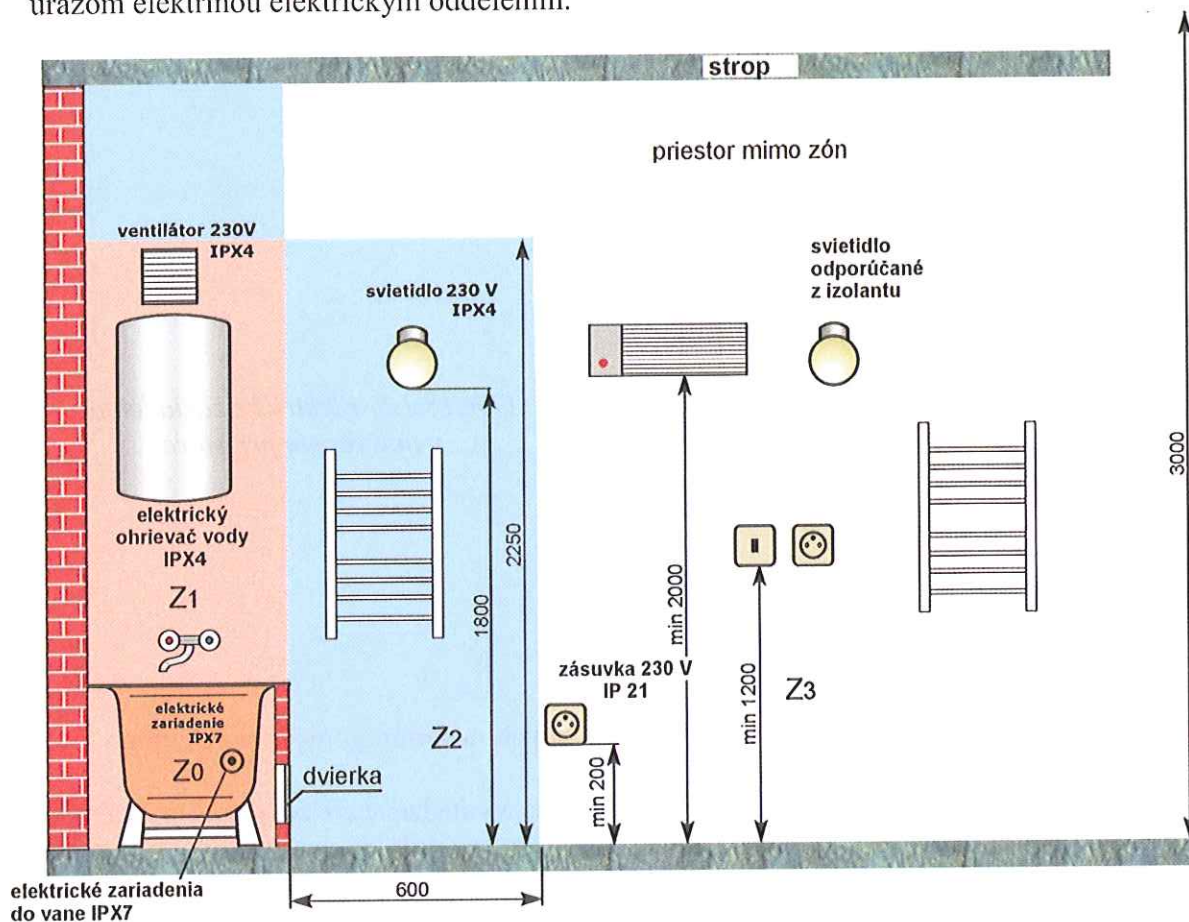 úrazom elektrinou elektrickým oddelením.
strop
priestor mimo zón
ventilátor 230V
IPX4
svietidlo 230 V
IPX4
svietidlo
odporúčané
z izolantu
elektrický
ohrievač vody
IPX4
Z1
2250
1800
min 2000
min 1200
3000
zásuvka 230 V
IP 21
Z3
elektrické
zariadenie
IPX7
Z0
Z2
min 200
dvierka
600
elektrické zariadenia
do vane IPX7